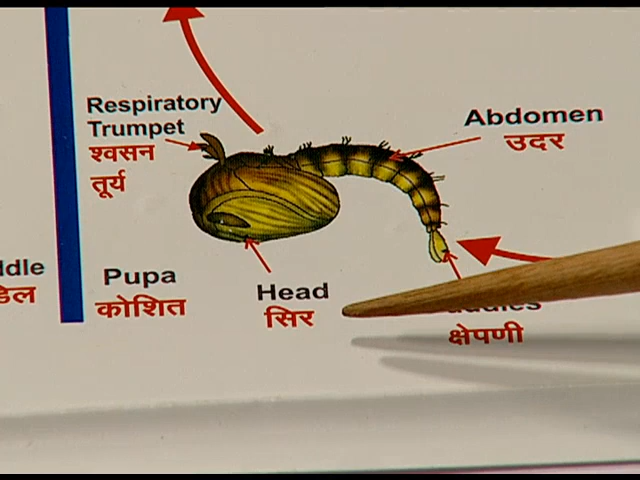 Respiratory
Trumpet
श्वसन
तूर्य
Abdomen
उदर
Pupa
कोशित
Head
सिर
क्षेपणी